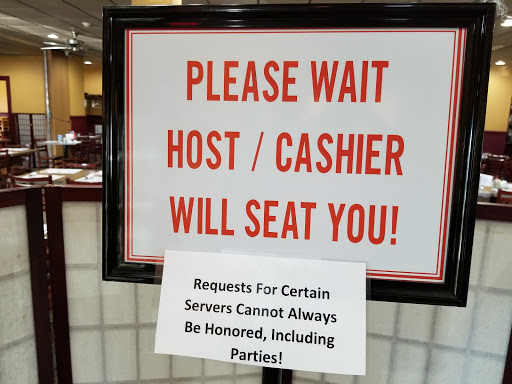 PLEASE WAIT
HOST / CASHIER
WILL SEAT YOU!
Requests For Certain
Servers Cannot Always
Be Honored, Including
Parties!